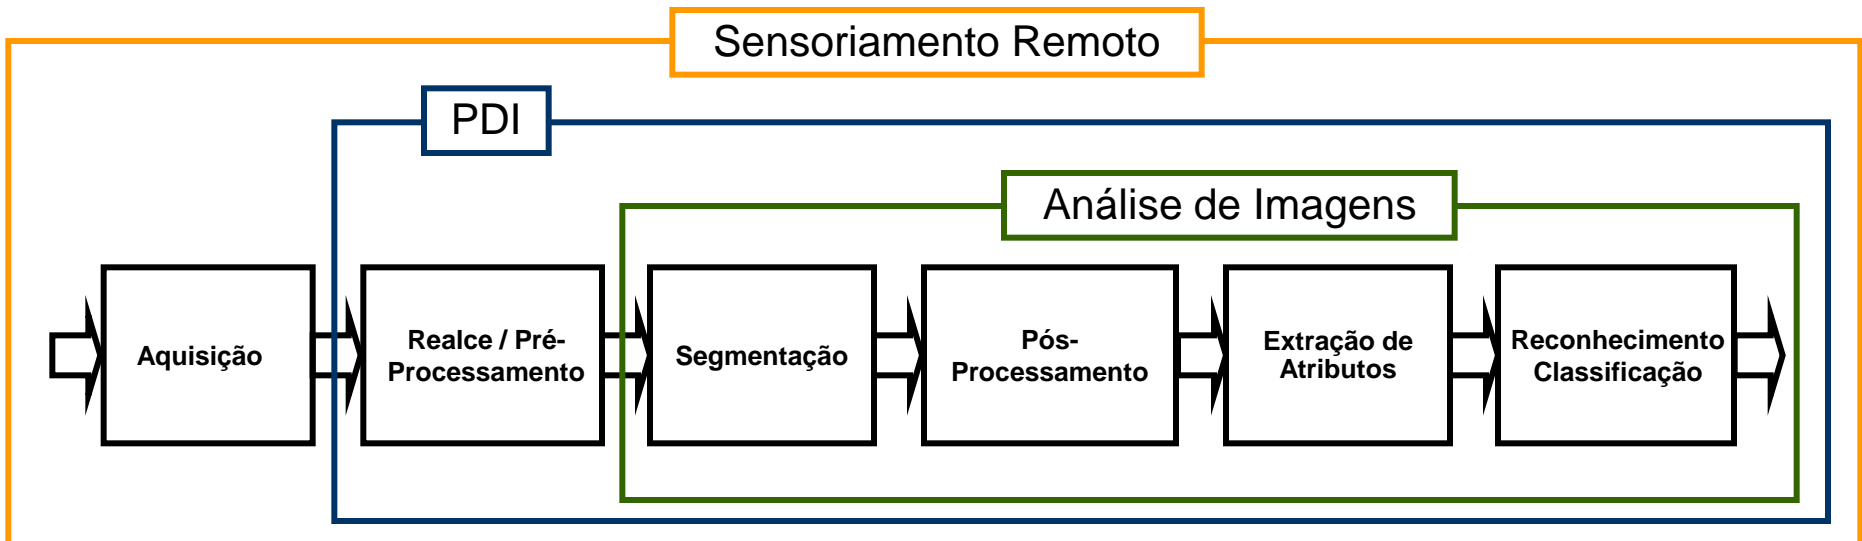 Sensoriamento Remoto
PDI
Análise de Imagens
Aquisição
Realce / Pré-
Processamento
Segmentação
Pós-
Processamento
Extração de
Atributos
Reconhecimento
Classificação